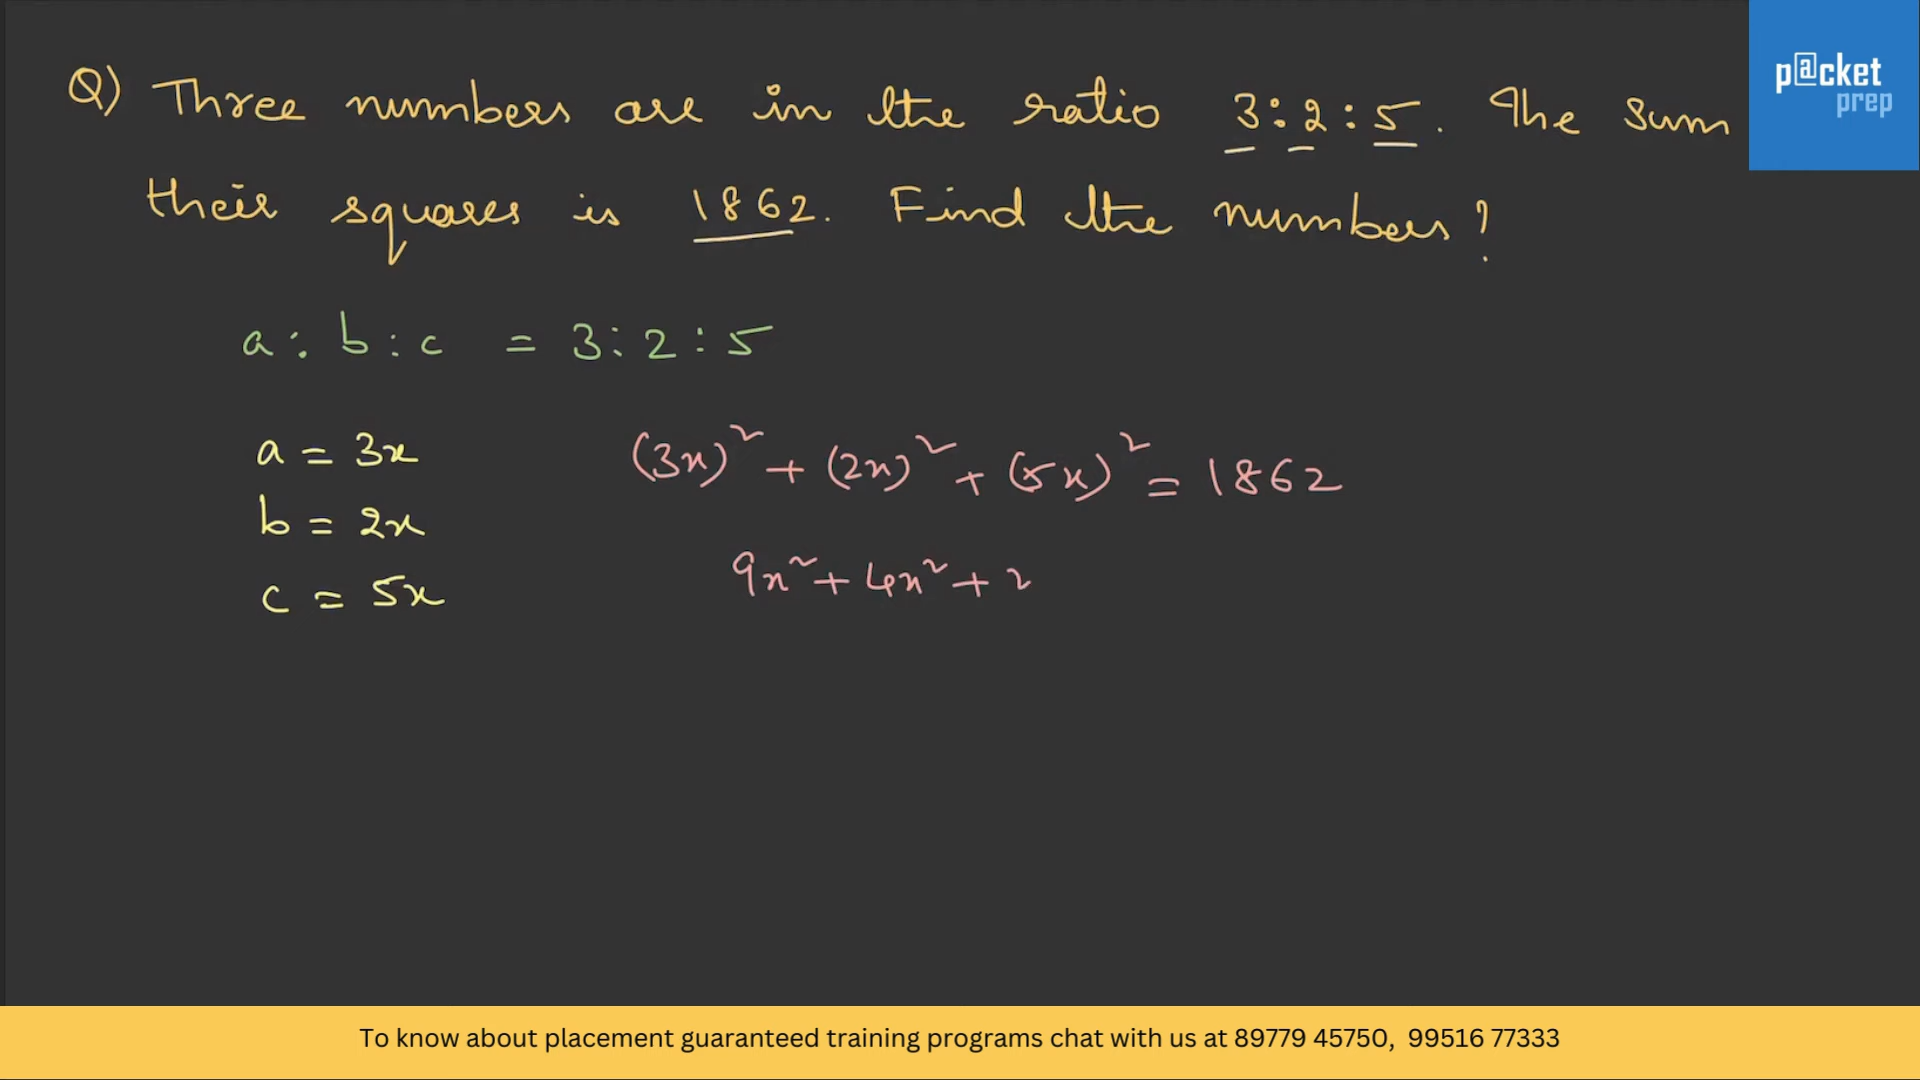 Q) Three numbers are in the ratio 3:2:5. The sum
p@cket
prep
their squares is 1862. Find the numbers?
a:b:c = 3:2:5
a = 3x
(3x)² + (2x)² + (5x)² = 1862
b = 2x
9x² + 4x² + 2
c = 5x
To know about placement guaranteed training programs chat with us at 89779 45750, 99516 77333